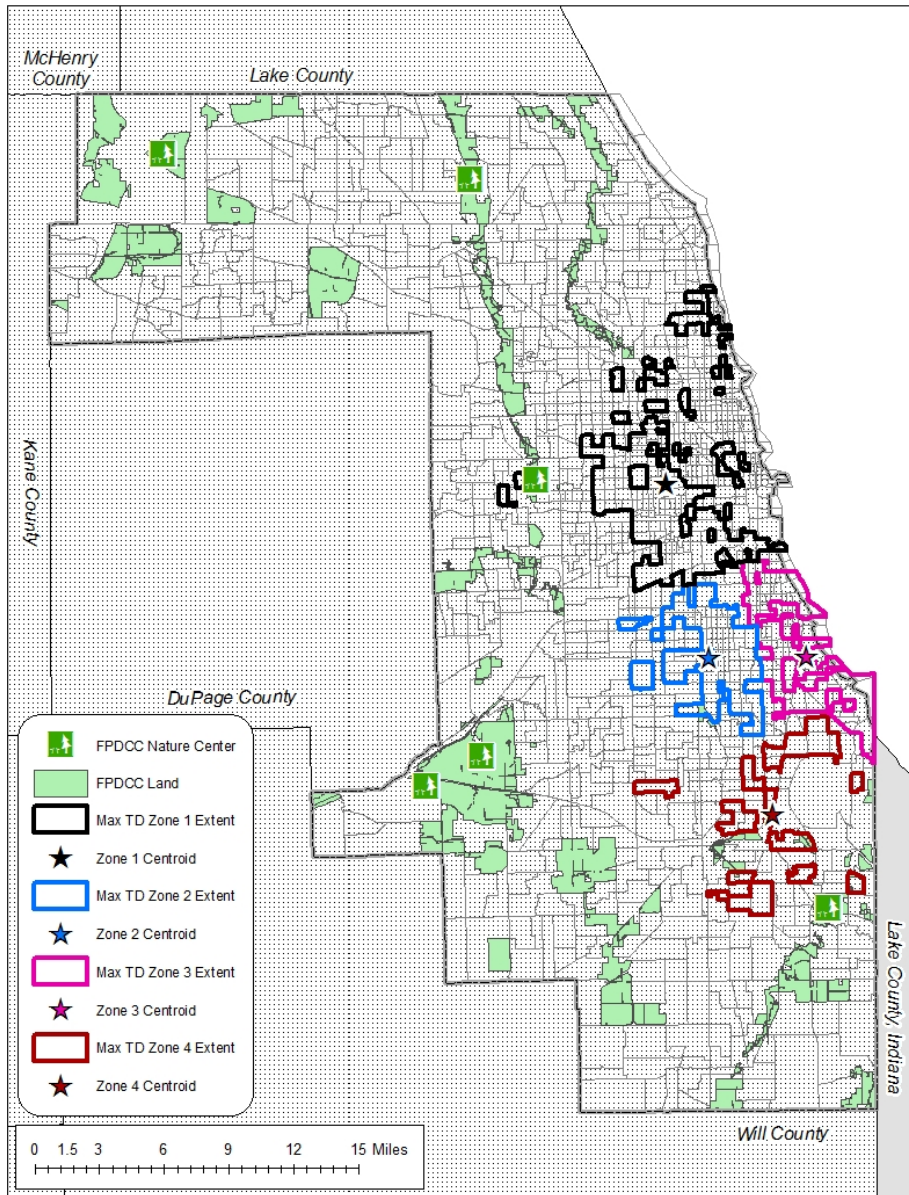 McHenry
County
Lake County
Kane County
DuPage County
FPDCC Nature Center
FPDCC Land
Max TD Zone 1 Extent
Zone 1 Centroid
Max TD Zone 2 Extent
Zone 2 Centroid
Max TD Zone 3 Extent
Zone 3 Centroid
Max TD Zone 4 Extent
Zone 4 Centroid
Lake County, Indiana
Will County
0 1.5 3 6 9 12 15 Miles